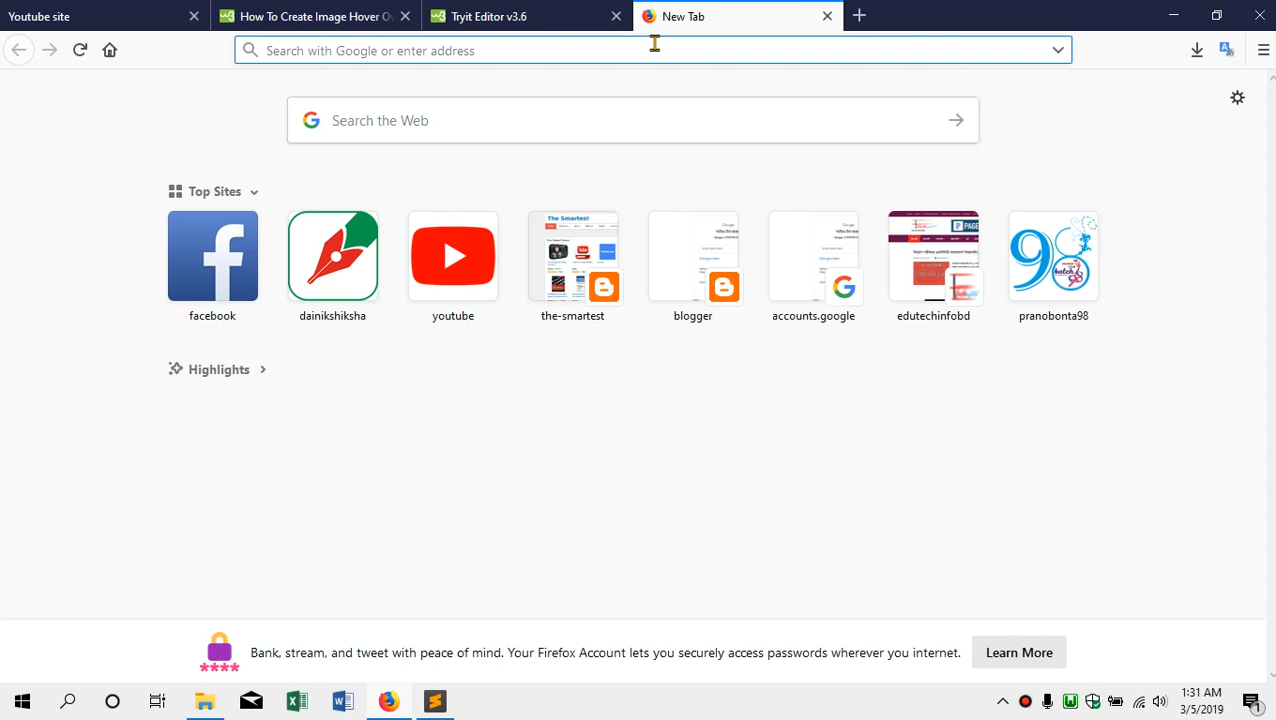 Youtube site
How To Create Image Hover Ov
Tryit Editor v3.6
New Tab
Search with Google or enter address
Search the Web
Top Sites
facebook
dainikshiksha
youtube
the-smartest
blogger
accounts.google
edutechinfobd
pranobonta98
The Smartest
Highlights
Bank, stream, and tweet with peace of mind. Your Firefox Account lets you securely access passwords wherever you internet.
Learn More
1:31 AM
3/5/2019